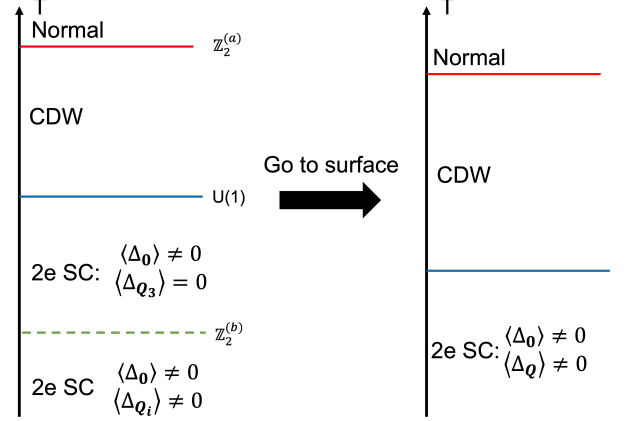 T
Normal
ℤ₂⁽ᵃ⁾
CDW
U(1)
2e SC: ⟨Δ₀⟩ ≠ 0
⟨Δ_Q₃⟩ = 0
ℤ₂⁽ᵇ⁾
2e SC ⟨Δ₀⟩ ≠ 0
⟨Δ_Qᵢ⟩ ≠ 0
Go to surface
T
Normal
CDW
2e SC: ⟨Δ₀⟩ ≠ 0
⟨Δ_Q⟩ ≠ 0